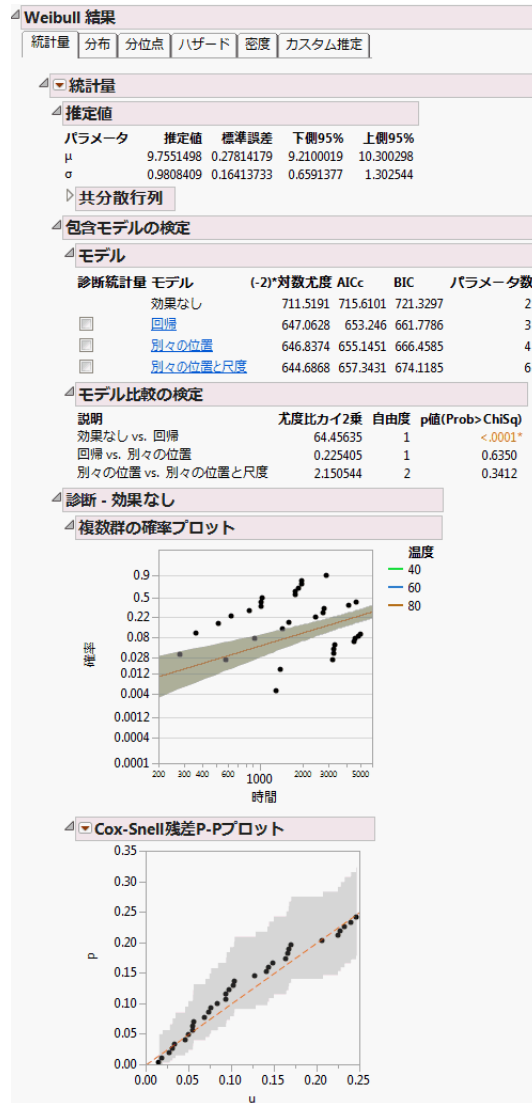 Weibull 結果
統計量 分布 分位点 ハザード 密度 カスタム推定
統計量
推定値
パラメータ 推定値 標準誤差 下側95% 上側95%
μ 9.7551498 0.27814179 9.2100019 10.300298
σ 0.9808409 0.16413733 0.6591377 1.302544
共分散行列
包含モデルの検定
モデル
診断統計量 モデル (-2)*対数尤度 AICc BIC パラメータ数
効果なし 711.5191 715.6101 721.3297 2
回帰 647.0628 653.246 661.7786 3
別々の位置 646.8374 655.1451 666.4585 4
別々の位置と尺度 644.6868 657.3431 674.1185 6
モデル比較の検定
説明 尤度比カイ2乗 自由度 p値(Prob>ChiSq)
効果なし vs. 回帰 64.45635 1 <.0001*
回帰 vs. 別々の位置 0.225405 1 0.6350
別々の位置 vs. 別々の位置と尺度 2.150544 2 0.3412
診断 - 効果なし
複数群の確率プロット
温度
40
60
80
0.9
0.5
0.22
0.08
0.028
0.012
0.004
0.0012
0.0004
0.0001
確率
200 300 400 600 1000 2000 3000 5000
時間
Cox-Snell残差P-Pプロット
0.35
0.30
0.25
0.20
0.15
0.10
0.05
0.00
p
0.00 0.05 0.10 0.15 0.20 0.25
u